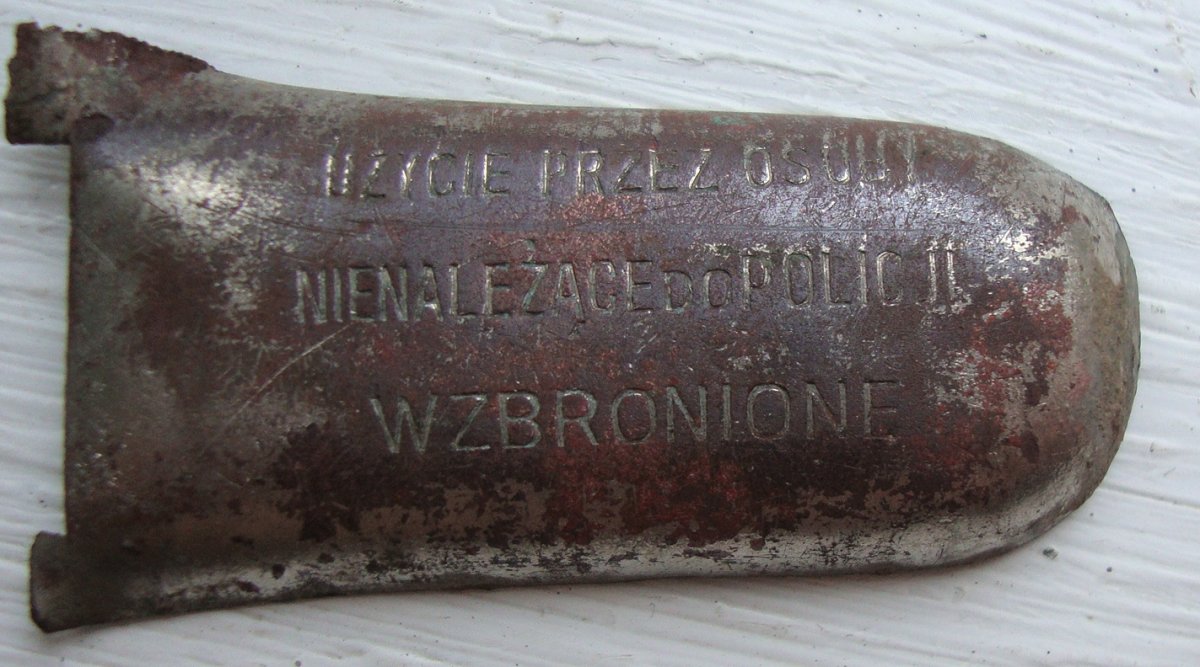 UŻYCIE PRZEZ OSOBY
NIENALEŻĄCE DO POLICJI
WZBRONIONE